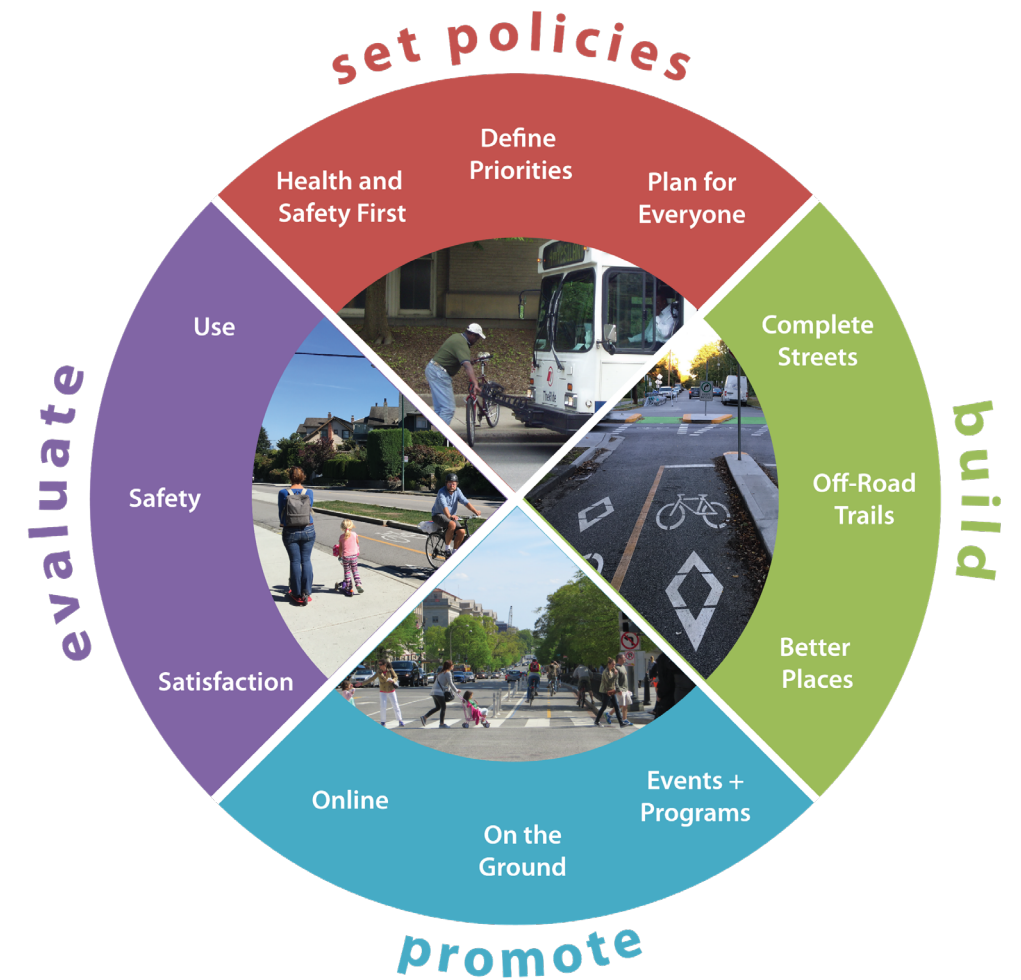 set policies
Define
Priorities
Health and
Safety First
Plan for
Everyone
build
Complete
Streets
Off-Road
Trails
Better
Places
promote
Events +
Programs
On the
Ground
Online
evaluate
Satisfaction
Safety
Use
TheRide